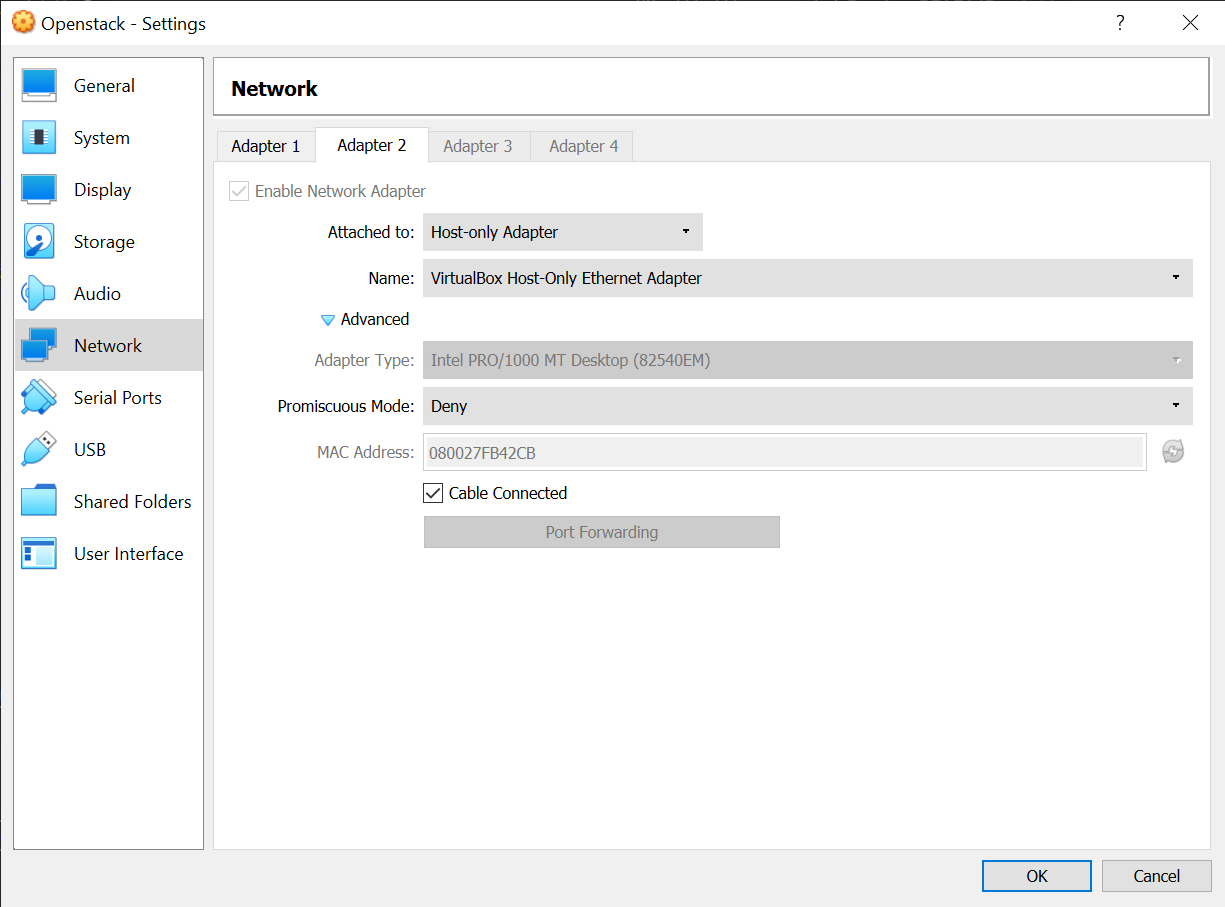 Openstack - Settings
?
General
System
Display
Storage
Audio
Network
Serial Ports
USB
Shared Folders
User Interface
Network
Adapter 1 Adapter 2 Adapter 3 Adapter 4
Enable Network Adapter
Attached to: Host-only Adapter
Name: VirtualBox Host-Only Ethernet Adapter
Advanced
Adapter Type: Intel PRO/1000 MT Desktop (82540EM)
Promiscuous Mode: Deny
MAC Address: 080027FB42CB
Cable Connected
Port Forwarding
OK Cancel